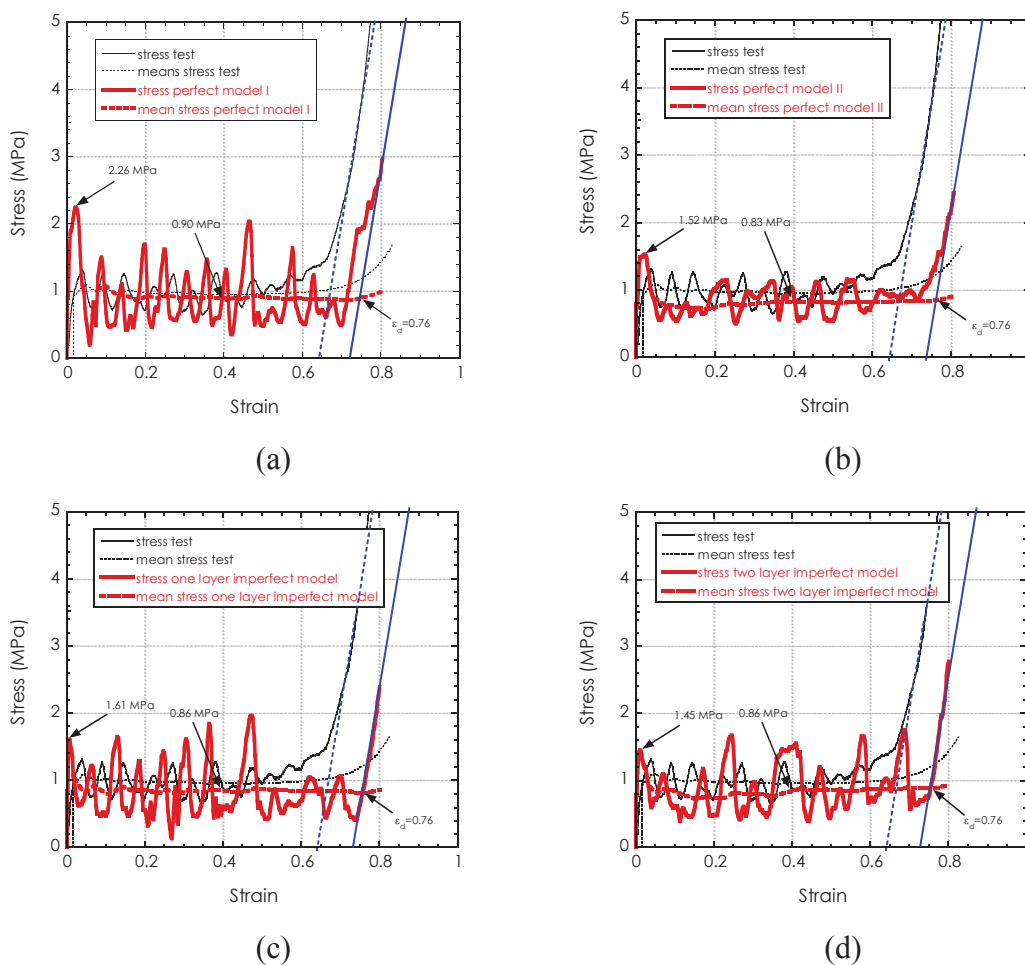 5
4
3
2
1
0
Stress (MPa)
stress test
means stress test
stress perfect model I
mean stress perfect model I
2.26 MPa
0.90 MPa
εd=0.76
0
0.2
0.4
0.6
0.8
1
Strain
(a)
5
4
3
2
1
0
Stress (MPa)
stress test
mean stress test
stress perfect model II
mean stress perfect model II
1.52 MPa
0.83 MPa
εd=0.76
0
0.2
0.4
0.6
0.8
Strain
(b)
5
4
3
2
1
0
Stress (MPa)
stress test
mean stress test
stress one layer imperfect model
mean stress one layer imperfect model
1.61 MPa
0.86 MPa
εd=0.76
0
0.2
0.4
0.6
0.8
1
Strain
(c)
5
4
3
2
1
0
Stress (MPa)
stress test
mean stress test
stress two layer imperfect model
mean stress two layer imperfect model
1.45 MPa
0.86 MPa
εd=0.76
0
0.2
0.4
0.6
0.8
Strain
(d)